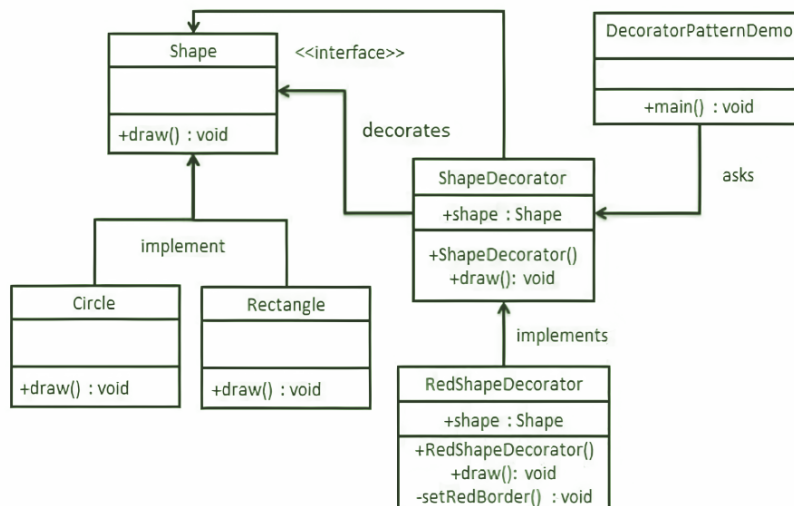 Shape
<<interface>>
+draw() : void
DecoratorPatternDemo
+main() : void
decorates
asks
ShapeDecorator
+shape : Shape
+ShapeDecorator()
+draw(): void
implement
Circle
+draw() : void
Rectangle
+draw() : void
implements
RedShapeDecorator
+shape : Shape
+RedShapeDecorator()
+draw(): void
-setRedBorder() : void